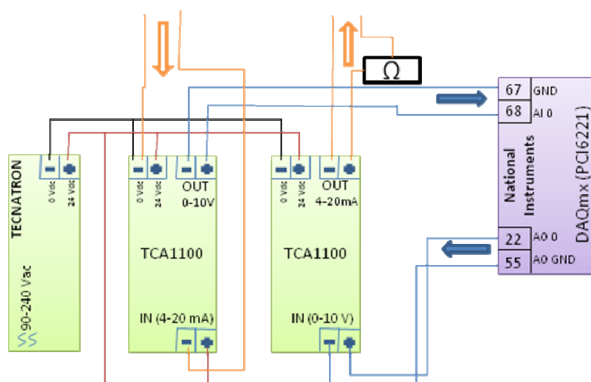 Ω
67 GND
68 AI 0
National
Instruments
DAQmx (PCI6221)
22 AO 0
55 AO GND
TECNATRON
90-240 Vac
0 Vdc
24 Vdc
0 Vdc
24 Vdc
OUT
0-10V
TCA1100
IN (4-20 mA)
0 Vdc
24 Vdc
OUT
4-20mA
TCA1100
IN (0-10 V)